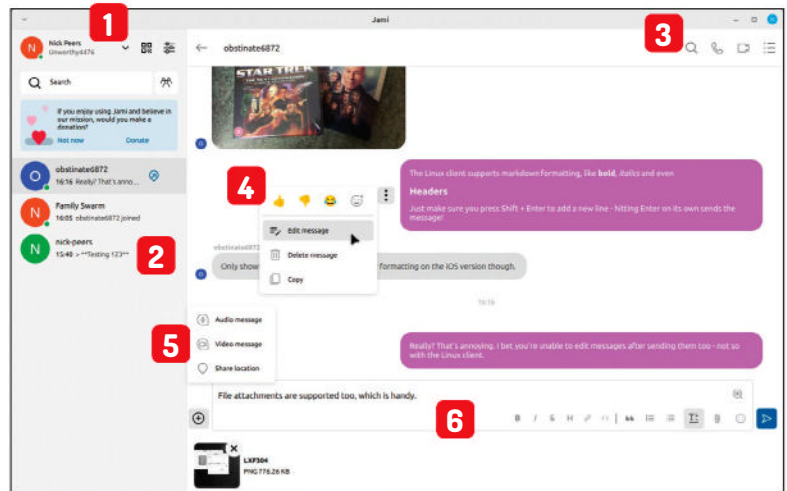 Jami
1
Nick Peers
Unworthy4476
3
obstinate6872
Search
If you enjoy using Jami and believe in
our mission, would you make a
donation?
Not now
Donate
STAR TREK
obstinate6872
16:16 Really? That's anno...
Family Swarm
16:05 obstinate6872 joined
nick-peers
15:40 > **Testing 123**
2
The Linux client supports markdown formatting, like bold, italics and even
Headers
Just make sure you press Shift + Enter to add a new line - hitting Enter on its own sends the
message!
4
Edit message
Delete message
Copy
obstinate6872
Only show
formatting on the iOS version though.
16:16
Audio message
Video message
Share location
5
Really? That's annoying. I bet you're unable to edit messages after sending them too - not so
with the Linux client.
File attachments are supported too, which is handy.
6
B I S H
LXF304
PNG 776.26 KB